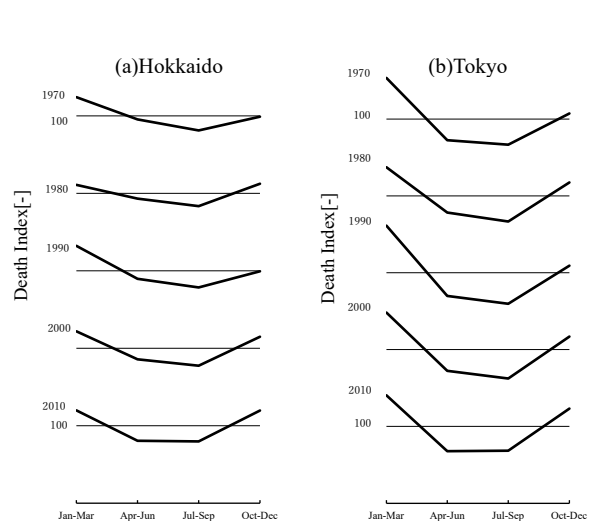 (a)Hokkaido
1970
100
1980
1990
2000
2010
100
Death Index[-]
Jan-Mar Apr-Jun Jul-Sep Oct-Dec
(b)Tokyo
1970
100
1980
1990
2000
2010
100
Death Index[-]
Jan-Mar Apr-Jun Jul-Sep Oct-Dec